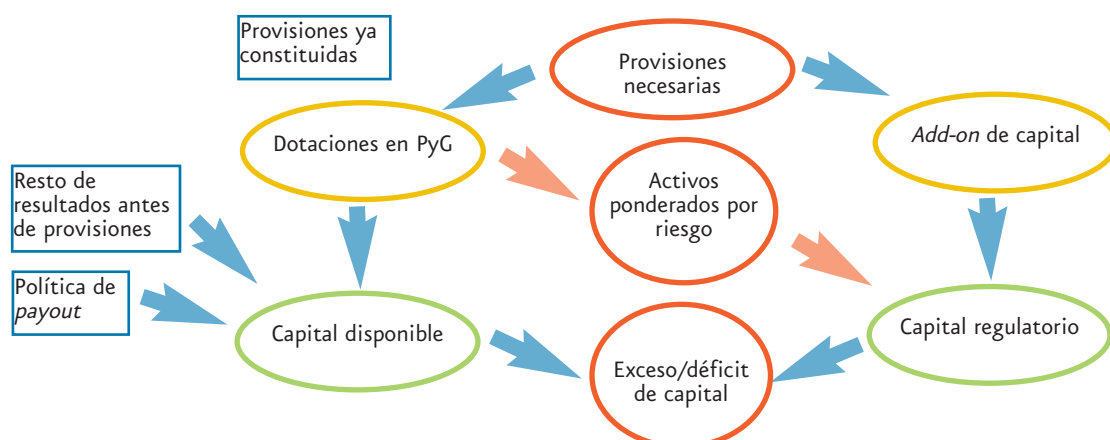 Provisiones ya
constituidas
Provisiones
necesarias
Dotaciones en PyG
Add-on de capital
Resto de
resultados antes
de provisiones
Activos
ponderados por
riesgo
Política de
payout
Capital disponible
Capital regulatorio
Exceso/déficit
de capital